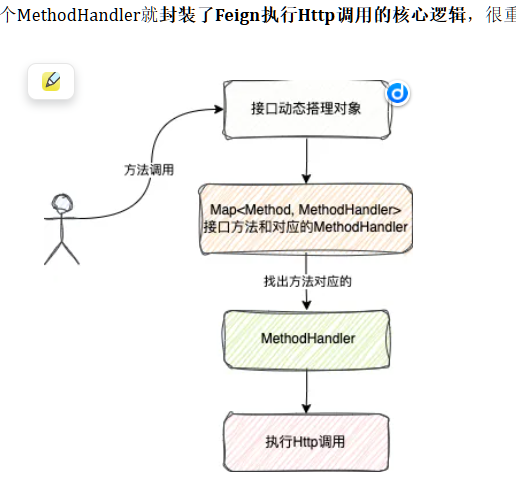 个MethodHandler就封装了Feign执行Http调用的核心逻辑，很重
接口动态搭理对象
方法调用
Map<Method, MethodHandler>
接口方法和对应的MethodHandler
找出方法对应的
MethodHandler
执行Http调用